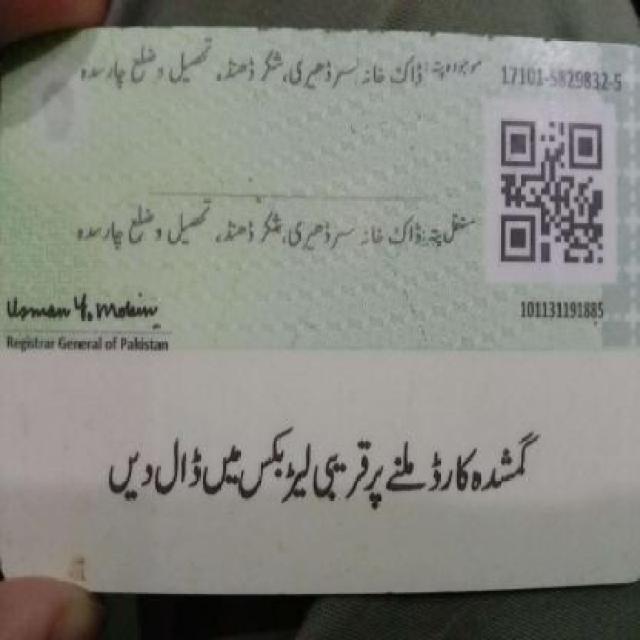 موجودہ پتہ: ڈاک خانہ سرڈھیری، شکر ڈھنڈ، تحصیل و ضلع چارسدہ
17101-5829832-5
مستقل پتہ: ڈاک خانہ سرڈھیری، شکر ڈھنڈ، تحصیل و ضلع چارسدہ
101131191885
Usman Y. Mobin
Registrar General of Pakistan
گمشدہ کارڈ ملنے پر قریبی لیٹر بکس میں ڈال دیں